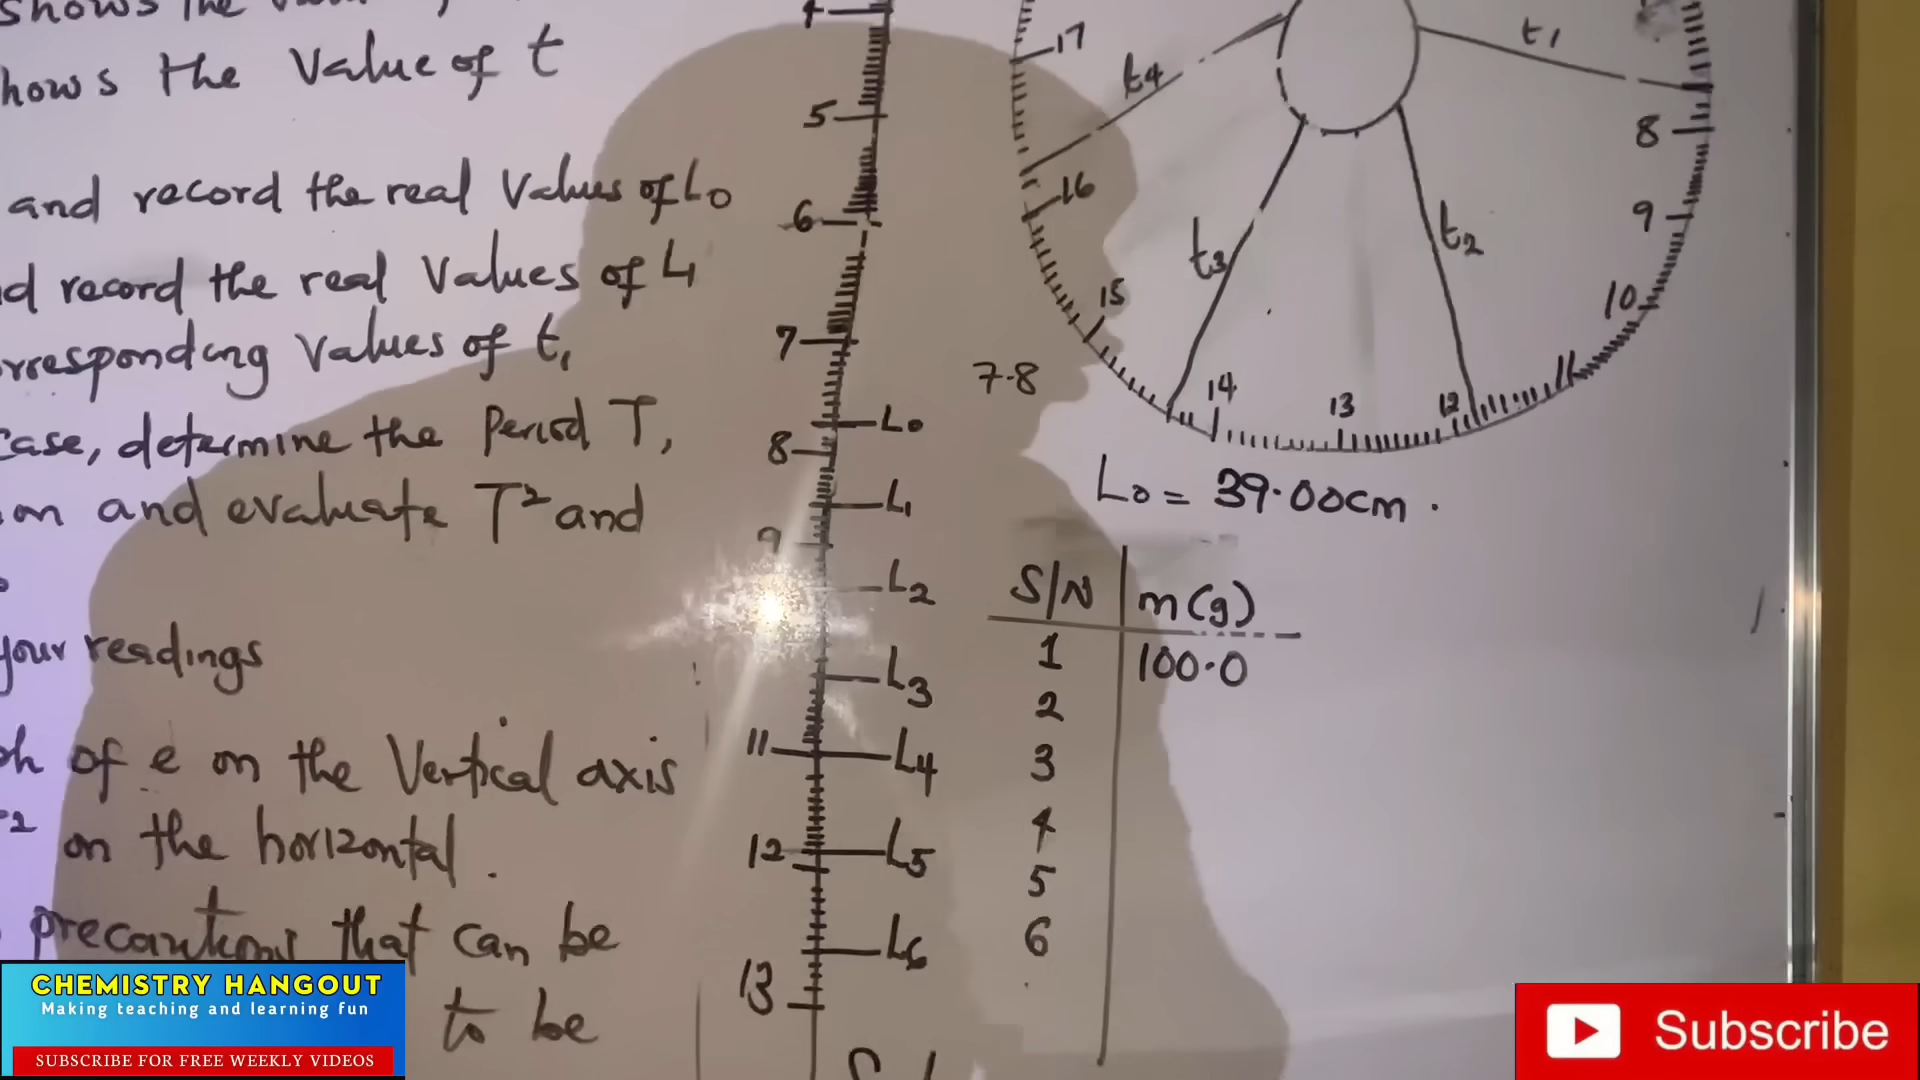 shows the
hows the value of t
and record the real values of L0
d record the real values of L1
rresponding values of t1
case, determine the period T,
on and evaluate T² and
your readings
ph of e on the Vertical axis
2 on the horizontal.
precautions that can be
to be
4
5
6
7
L0
8
L1
9
L2
L3
11
L4
12
L5
L6
13
17
t4
t1
8
16
9
t3
t2
15
10
7.8
14
13
12
11
L0 = 39.00cm.
S/N m(g)
1 100.0
2
3
4
5
6
CHEMISTRY HANGOUT
Making teaching and learning fun
SUBSCRIBE FOR FREE WEEKLY VIDEOS
Subscribe